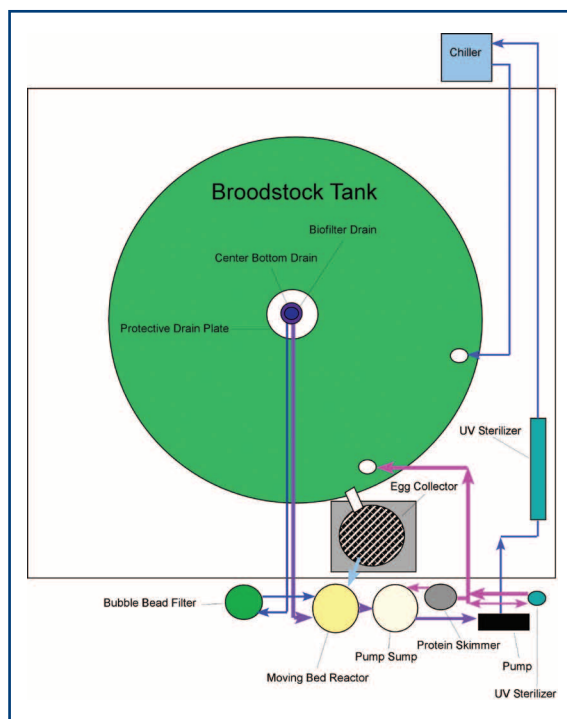 Chiller
Broodstock Tank
Biofilter Drain
Center Bottom Drain
Protective Drain Plate
UV Sterilizer
Egg Collector
Bubble Bead Filter
Protein Skimmer
Pump Sump
Pump
Moving Bed Reactor
UV Sterilizer